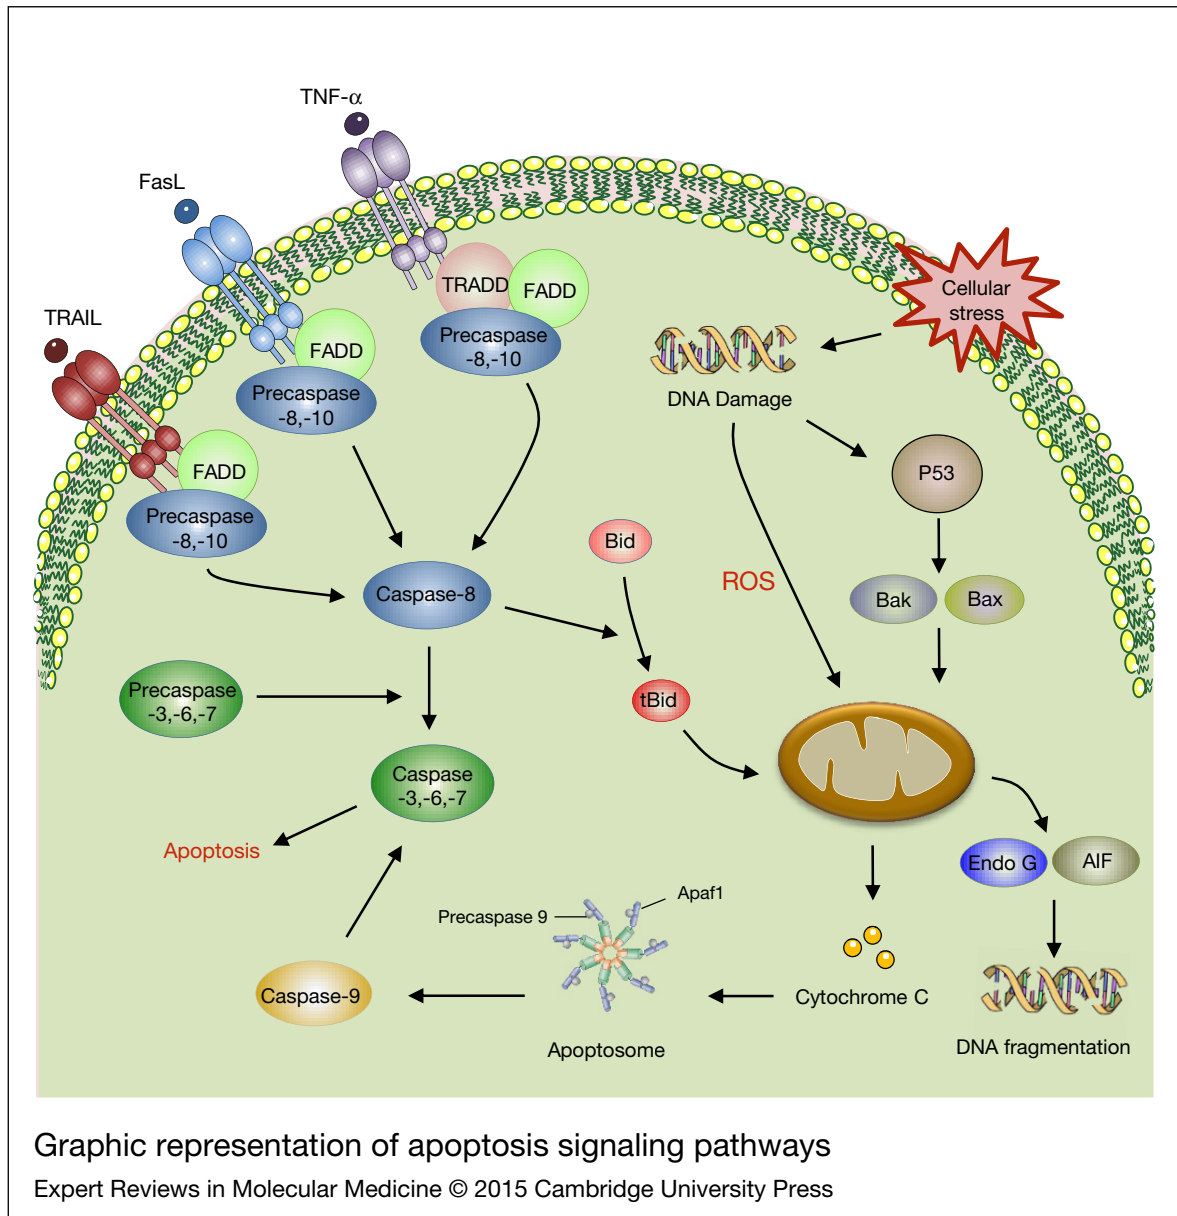 TNF-α
FasL
TRAIL
Cellular
stress
TRADD
FADD
Precaspase
-8,-10
FADD
Precaspase
-8,-10
FADD
Precaspase
-8,-10
DNA Damage
P53
Bid
ROS
Bak
Bax
Caspase-8
tBid
Precaspase
-3,-6,-7
Caspase
-3,-6,-7
Apoptosis
Endo G
AIF
Precaspase 9
Apaf1
Caspase-9
Apoptosome
Cytochrome C
DNA fragmentation
Graphic representation of apoptosis signaling pathways
Expert Reviews in Molecular Medicine © 2015 Cambridge University Press